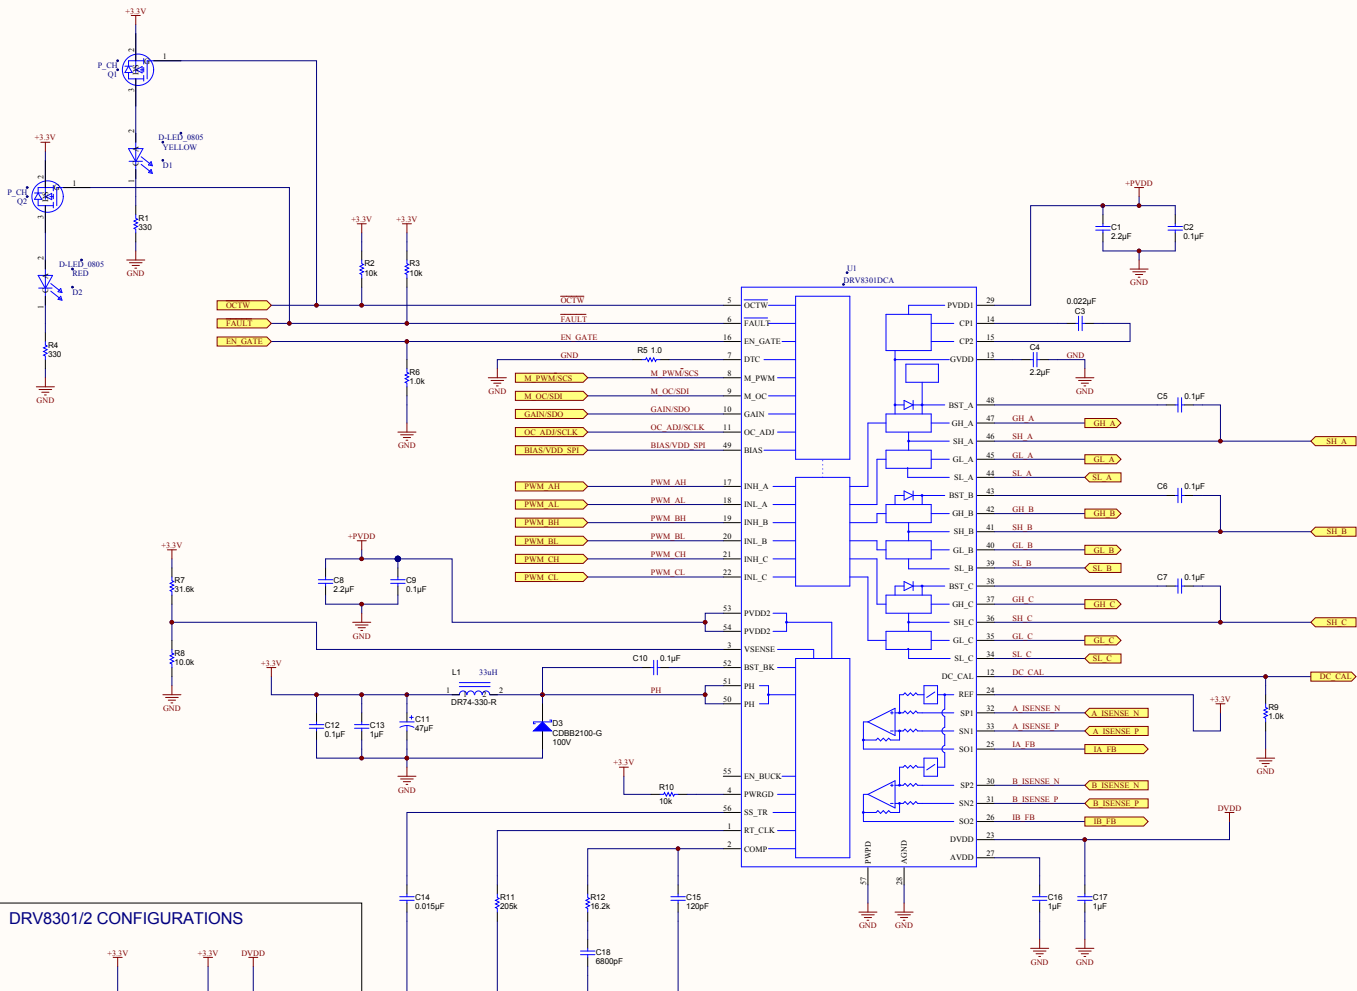 +3.3V
P_CH
Q1
2
1
3
2
D-LED_0805
YELLOW
D1
1
R1
330
GND
+3.3V
P_CH
Q2
2
1
3
2
D-LED_0805
RED
D2
1
R4
330
GND
+3.3V
R2
10k
+3.3V
R3
10k
OCTW
FAULT
EN_GATE
OCTW
FAULT
EN_GATE
R6
1.0k
GND
GND
GND
R5 1.0
M_PWM/SCS
M_OC/SDI
GAIN/SDO
OC_ADJ/SCLK
BIAS/VDD_SPI
M_PWM/SCS
M_OC/SDI
GAIN/SDO
OC_ADJ/SCLK
BIAS/VDD_SPI
PWM_AH
PWM_AL
PWM_BH
PWM_BL
PWM_CH
PWM_CL
PWM_AH
PWM_AL
PWM_BH
PWM_BL
PWM_CH
PWM_CL
U1
DRV8301DCA
5 OCTW
6 FAULT
16 EN_GATE
7 DTC
8 M_PWM
9 M_OC
10 GAIN
11 OC_ADJ
49 BIAS
17 INH_A
18 INL_A
19 INH_B
20 INL_B
21 INH_C
22 INL_C
53 PVDD2
54 PVDD2
3 VSENSE
52 BST_BK
51 PH
50 PH
55 EN_BUCK
4 PWRGD
56 SS_TR
1 RT_CLK
2 COMP
PVDD1 29
CP1 14
CP2 15
GVDD 13
BST_A 48
GH_A 47
SH_A 46
GL_A 45
SL_A 44
BST_B 43
GH_B 42
SH_B 41
GL_B 40
SL_B 39
BST_C 38
GH_C 37
SH_C 36
GL_C 35
SL_C 34
DC_CAL 12
REF 24
SP1 32
SN1 33
SO1 25
SP2 30
SN2 31
SO2 26
DVDD 23
AVDD 27
PWPD
57
AGND
28
GND
GND
+PVDD
C1
2.2µF
C2
0.1µF
GND
0.022µF
C3
C4
2.2µF
GND
GND
C5
0.1µF
GH_A
SH_A
GL_A
SL_A
GH_A
GL_A
SL_A
SH_A
C6
0.1µF
GH_B
SH_B
GL_B
SL_B
GH_B
GL_B
SL_B
SH_B
C7
0.1µF
GH_C
SH_C
GL_C
SL_C
GH_C
GL_C
SL_C
SH_C
DC_CAL
DC_CAL
+3.3V
R9
1.0k
GND
A_ISENSE_N
A_ISENSE_P
IA_FB
A_ISENSE_N
A_ISENSE_P
IA_FB
B_ISENSE_N
B_ISENSE_P
IB_FB
B_ISENSE_N
B_ISENSE_P
IB_FB
DVDD
C16
1µF
C17
1µF
GND
GND
+3.3V
R7
31.6k
R8
10.0k
GND
+PVDD
C8
2.2µF
C9
0.1µF
GND
+3.3V
C12
0.1µF
C13
1µF
+
C11
47µF
GND
L1
33uH
1
2
DR74-330-R
C10
0.1µF
PH
D3
CDBB2100-G
100V
+3.3V
R10
10k
C14
0.015µF
R11
205k
R12
16.2k
C15
120pF
C18
6800pF
DRV8301/2 CONFIGURATIONS
+3.3V
+3.3V
DVDD